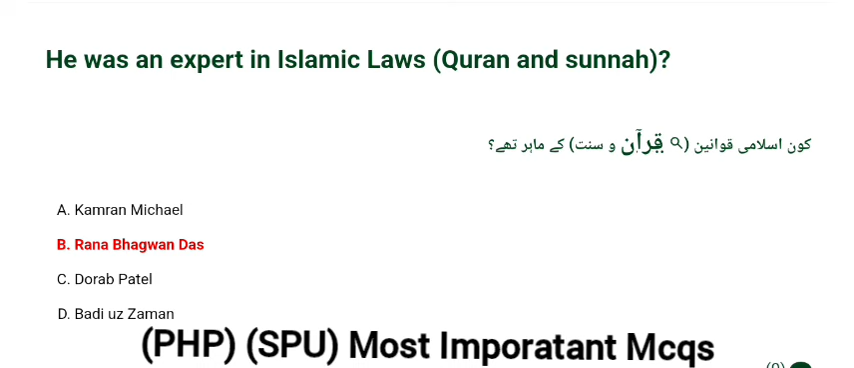 He was an expert in Islamic Laws (Quran and sunnah)?
کون اسلامی قوانین (قرآن و سنت) کے ماہر تھے؟
A. Kamran Michael
B. Rana Bhagwan Das
C. Dorab Patel
D. Badi uz Zaman
(PHP) (SPU) Most Imporatant Mcqs